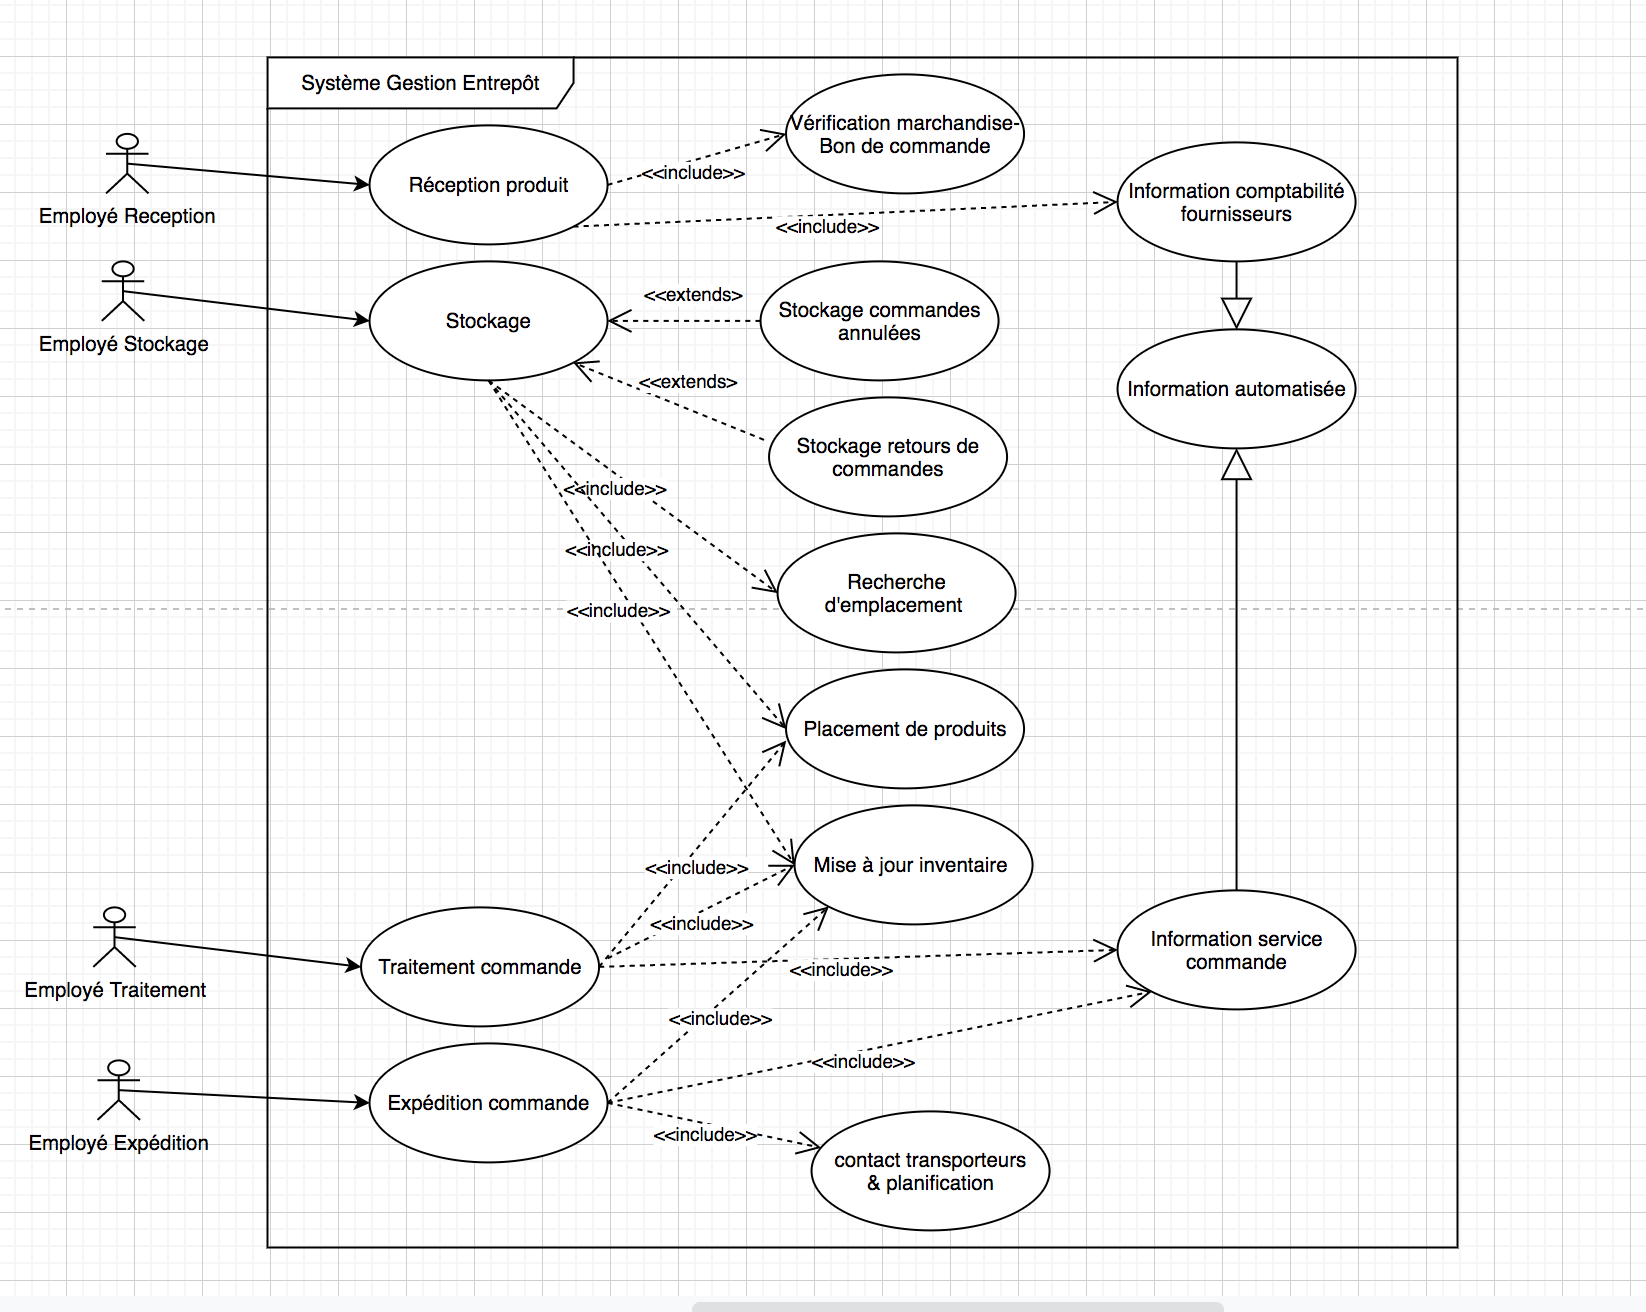 Système Gestion Entrepôt
Vérification marchandise-
Bon de commande
Employé Reception
Réception produit
<<include>>
Information comptabilité
fournisseurs
<<include>>
Employé Stockage
Stockage
<<extends>
Stockage commandes
annulées
Information automatisée
<<extends>
Stockage retours de
commandes
<<include>>
<<include>>
<<include>>
Recherche
d'emplacement
Placement de produits
<<include>>
Mise à jour inventaire
<<include>>
Employé Traitement
Traitement commande
<<include>>
Information service
commande
<<include>>
<<include>>
Employé Expédition
Expédition commande
<<include>>
contact transporteurs
& planification